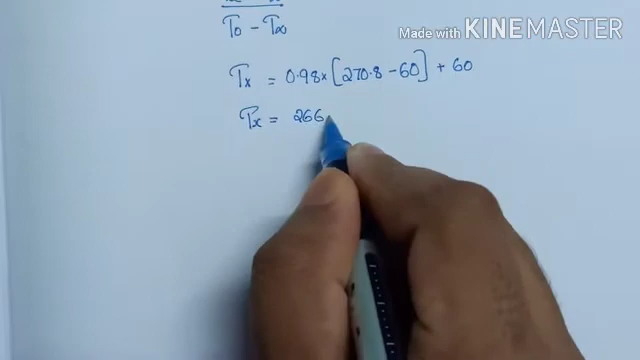 Made with KINEMASTER
T₀ - T∞
Tₓ = 0.98 × [270.8 - 60] + 60
Tₓ = 266